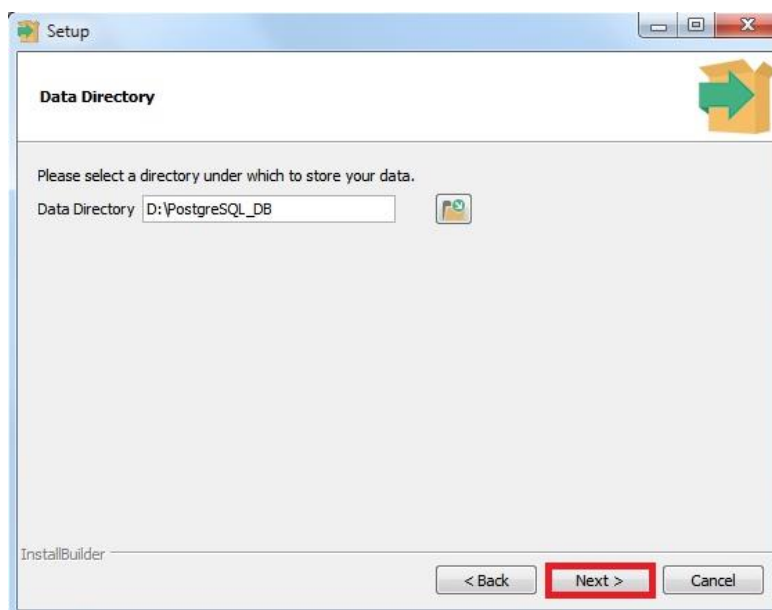 Setup
Data Directory
Please select a directory under which to store your data.
Data Directory D:\PostgreSQL_DB
InstallBuilder
< Back Next > Cancel